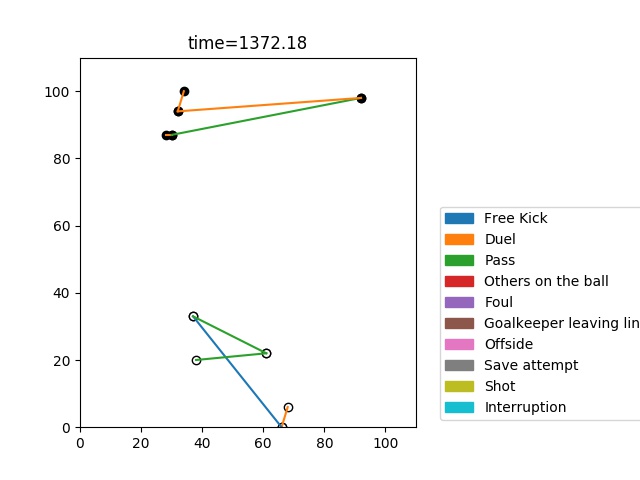 time=1372.18
100
80
60
40
20
0
0 20 40 60 80 100
Free Kick
Duel
Pass
Others on the ball
Foul
Goalkeeper leaving lin
Offside
Save attempt
Shot
Interruption